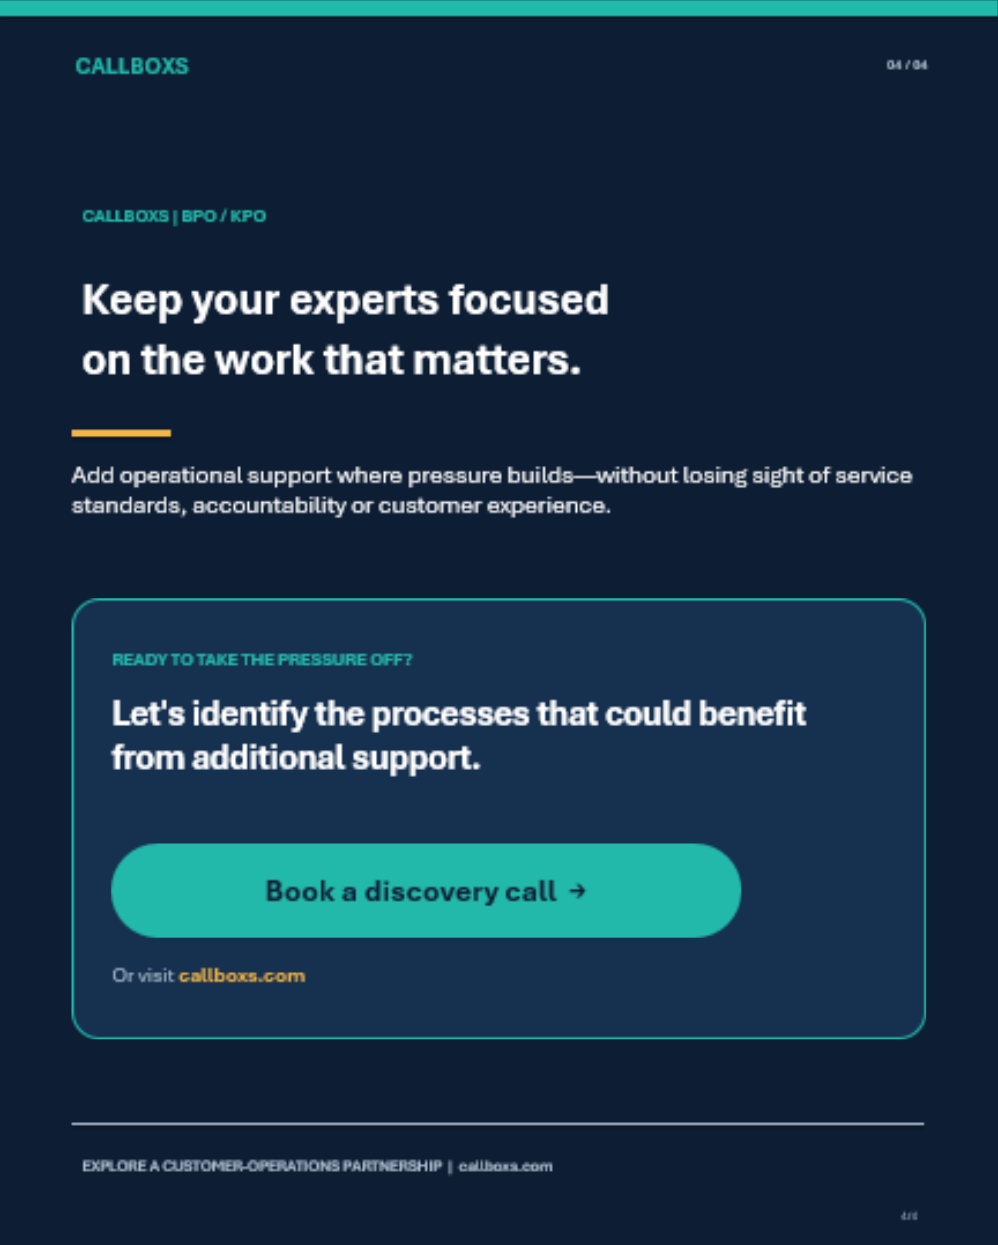 CALLBOXS
04 / 04
CALLBOXS | BPO / KPO
Keep your experts focused
on the work that matters.
Add operational support where pressure builds—without losing sight of service
standards, accountability or customer experience.
READY TO TAKE THE PRESSURE OFF?
Let's identify the processes that could benefit
from additional support.
Book a discovery call →
Or visit callboxs.com
EXPLORE A CUSTOMER-OPERATIONS PARTNERSHIP | callboxs.com